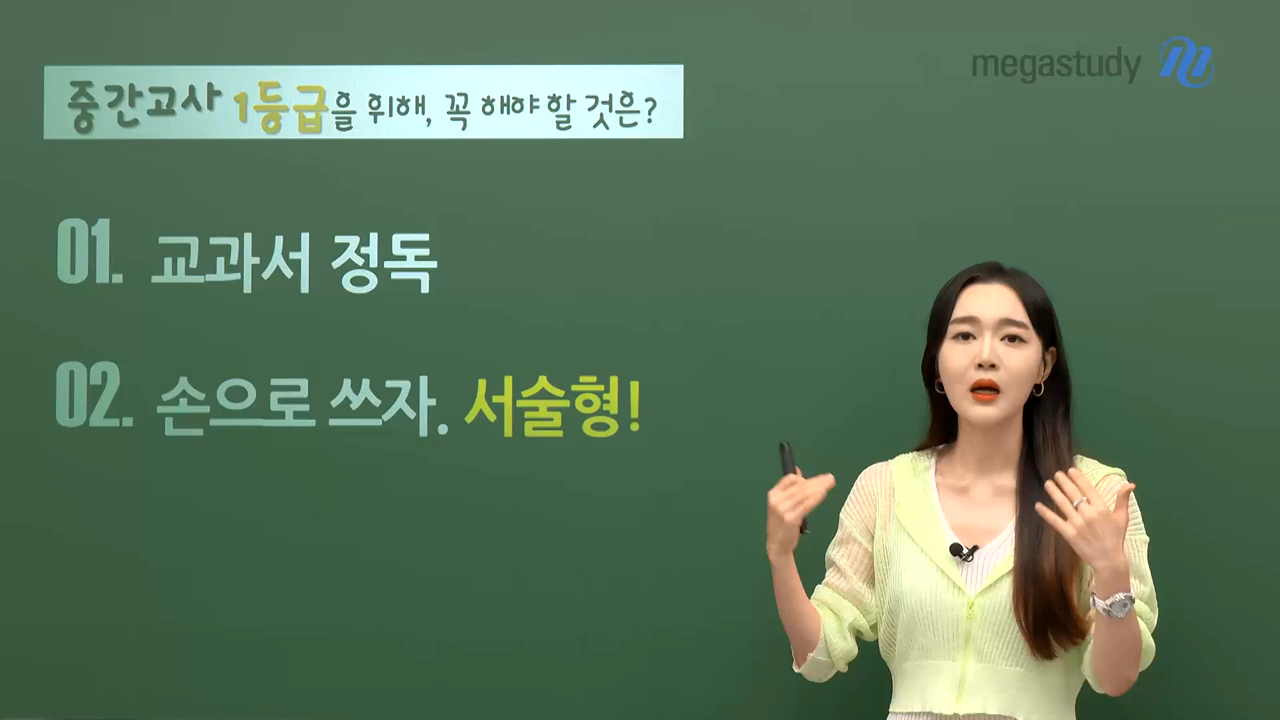 중간고사 1등급을 위해, 꼭 해야 할 것은?
megastudy
01. 교과서 정독
02. 손으로 쓰자. 서술형!